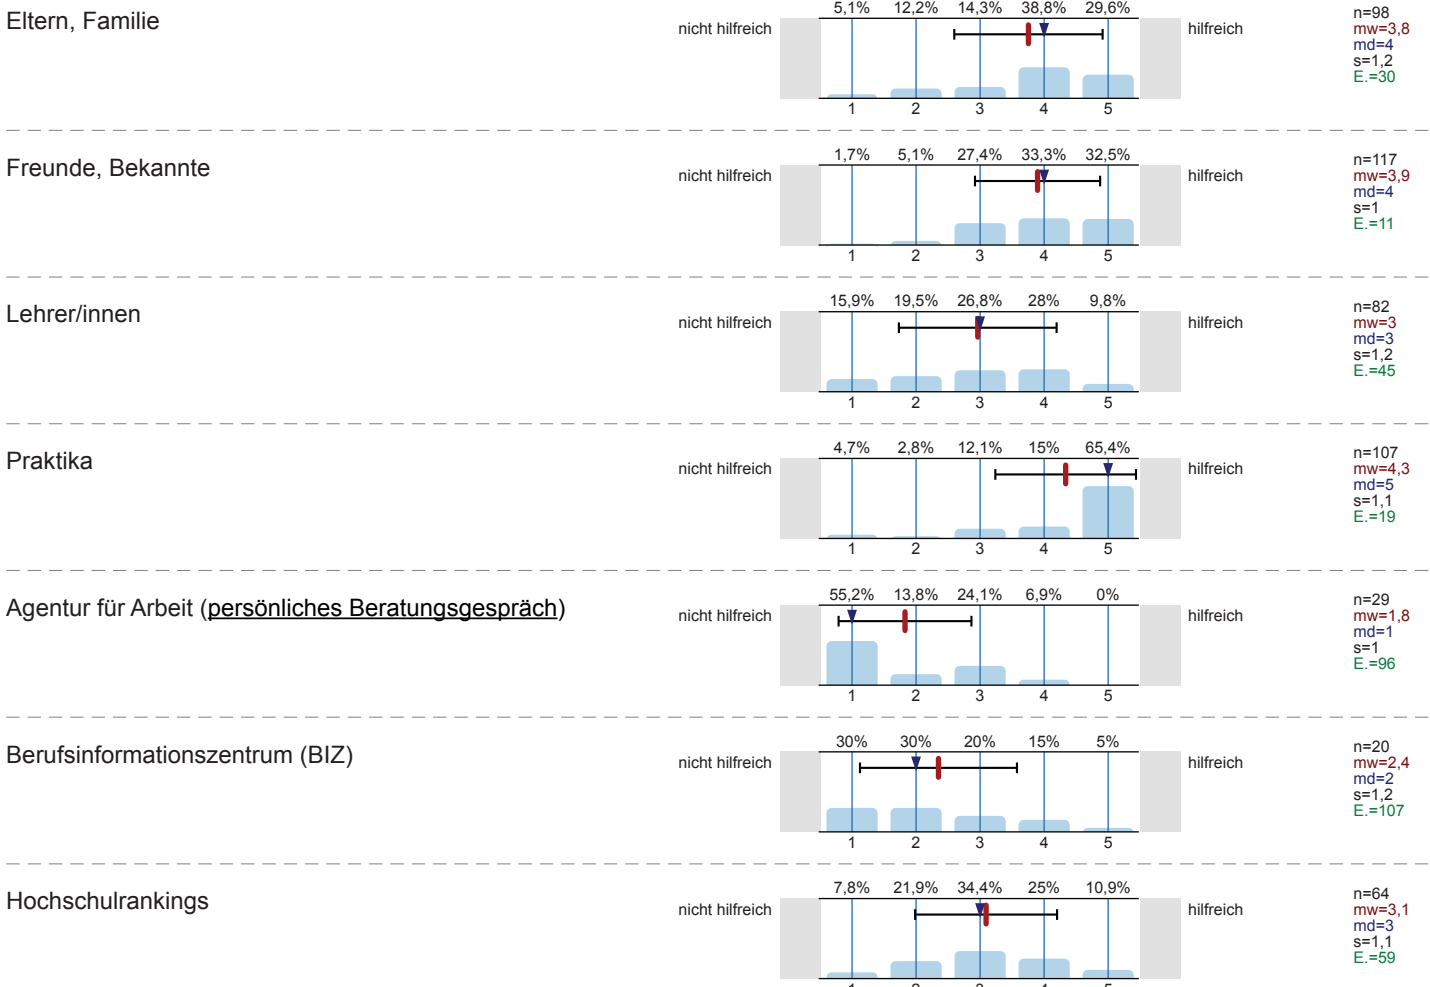 Eltern, Familie
5,1% 12,2% 14,3% 38,8% 29,6%
nicht hilfreich hilfreich
1 2 3 4 5
n=98
mw=3,8
md=4
s=1,2
E.=30
Freunde, Bekannte
1,7% 5,1% 27,4% 33,3% 32,5%
nicht hilfreich hilfreich
1 2 3 4 5
n=117
mw=3,9
md=4
s=1
E.=11
Lehrer/innen
15,9% 19,5% 26,8% 28% 9,8%
nicht hilfreich hilfreich
1 2 3 4 5
n=82
mw=3
md=3
s=1,2
E.=45
Praktika
4,7% 2,8% 12,1% 15% 65,4%
nicht hilfreich hilfreich
1 2 3 4 5
n=107
mw=4,3
md=5
s=1,1
E.=19
Agentur für Arbeit (persönliches Beratungsgespräch)
55,2% 13,8% 24,1% 6,9% 0%
nicht hilfreich hilfreich
1 2 3 4 5
n=29
mw=1,8
md=1
s=1
E.=96
Berufsinformationszentrum (BIZ)
30% 30% 20% 15% 5%
nicht hilfreich hilfreich
1 2 3 4 5
n=20
mw=2,4
md=2
s=1,2
E.=107
Hochschulrankings
7,8% 21,9% 34,4% 25% 10,9%
nicht hilfreich hilfreich
1 2 3 4 5
n=64
mw=3,1
md=3
s=1,1
E.=59